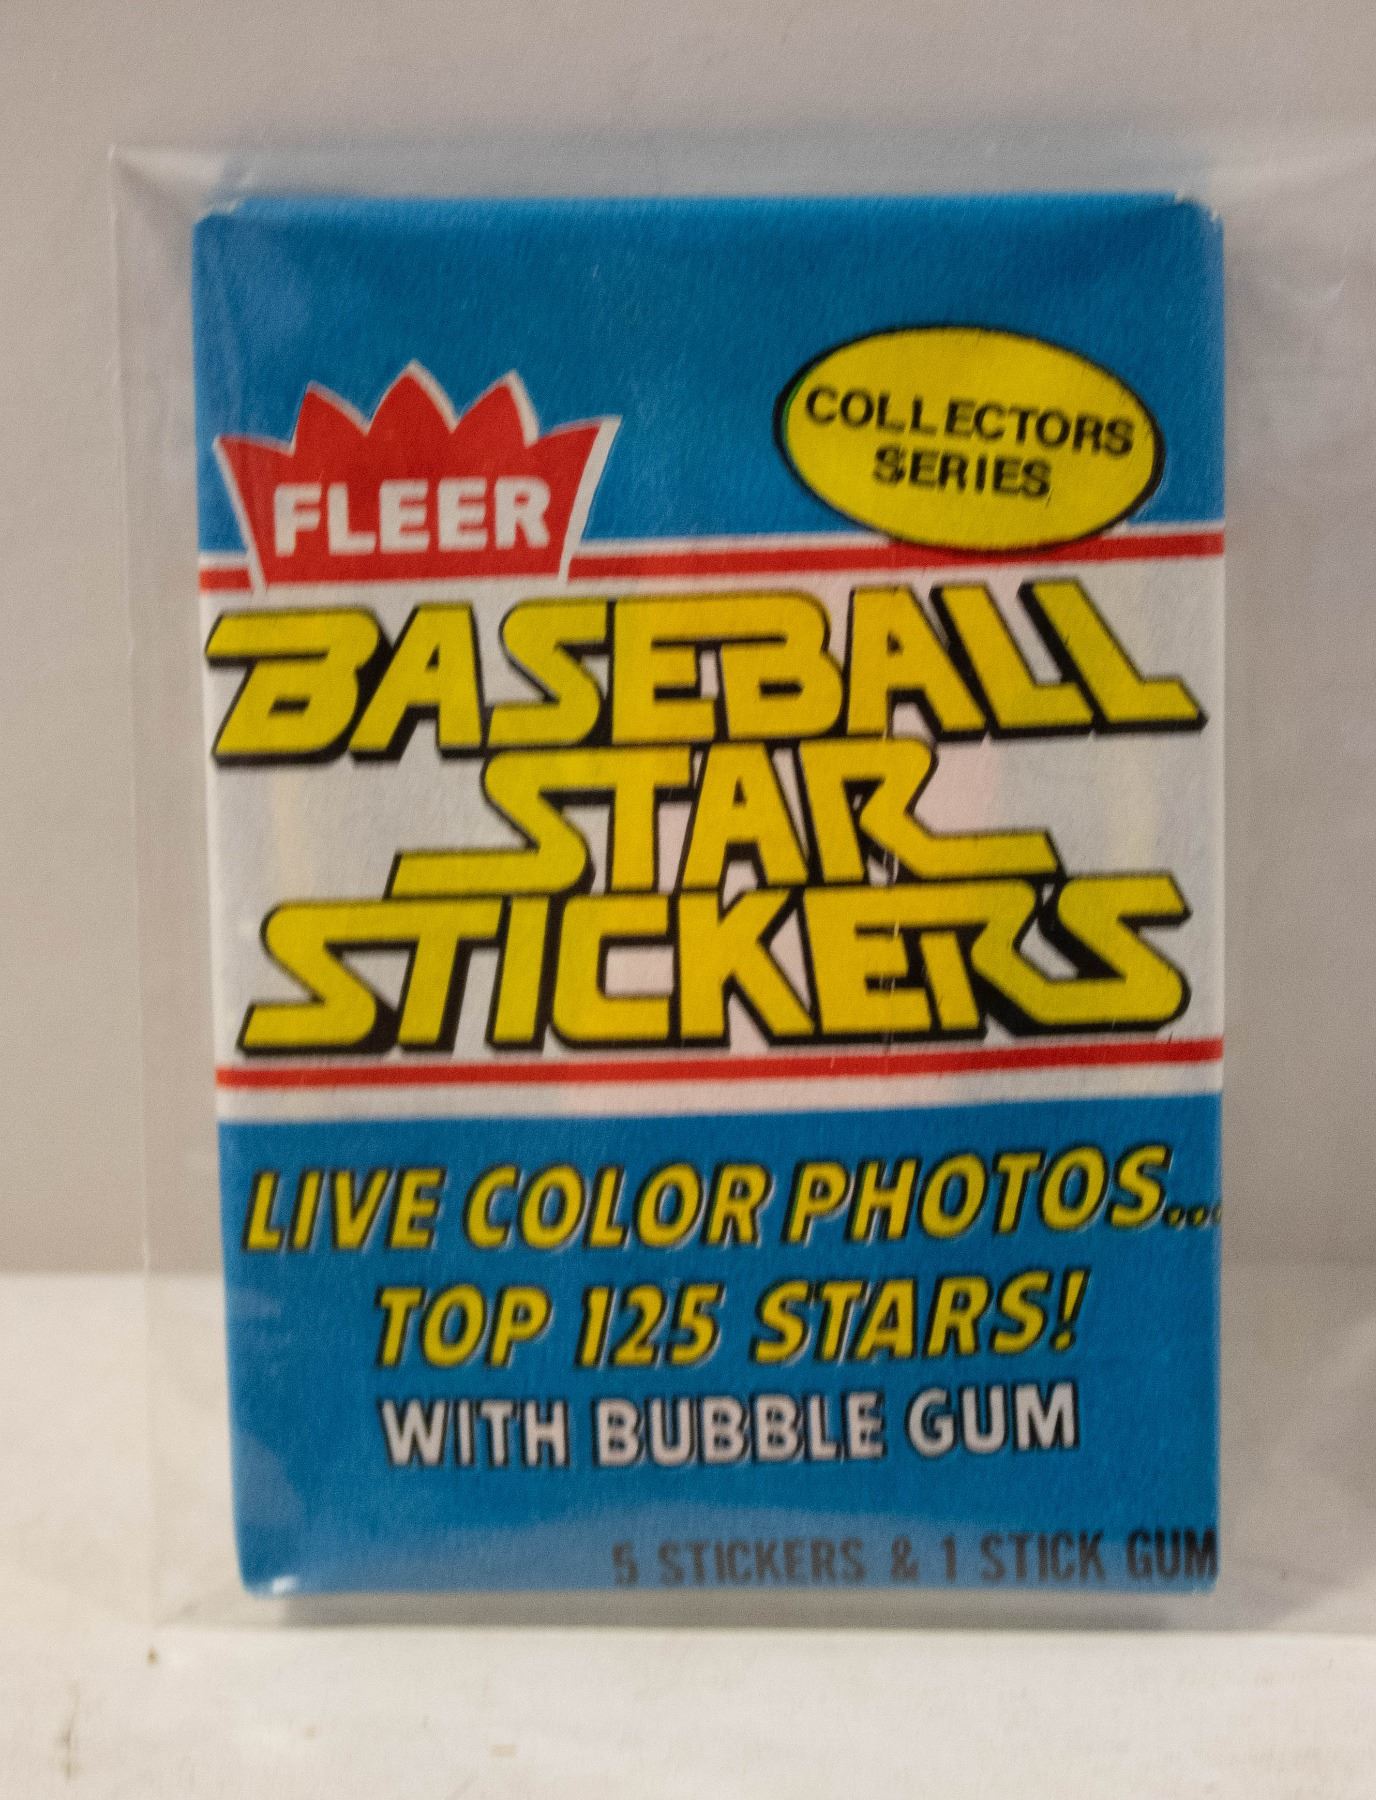 COLLECTORS
SERIES
FLEER
BASEBALL
STAR
STICKERS
LIVE COLOR PHOTOS...
TOP 125 STARS!
WITH BUBBLE GUM
5 STICKERS & 1 STICK GUM